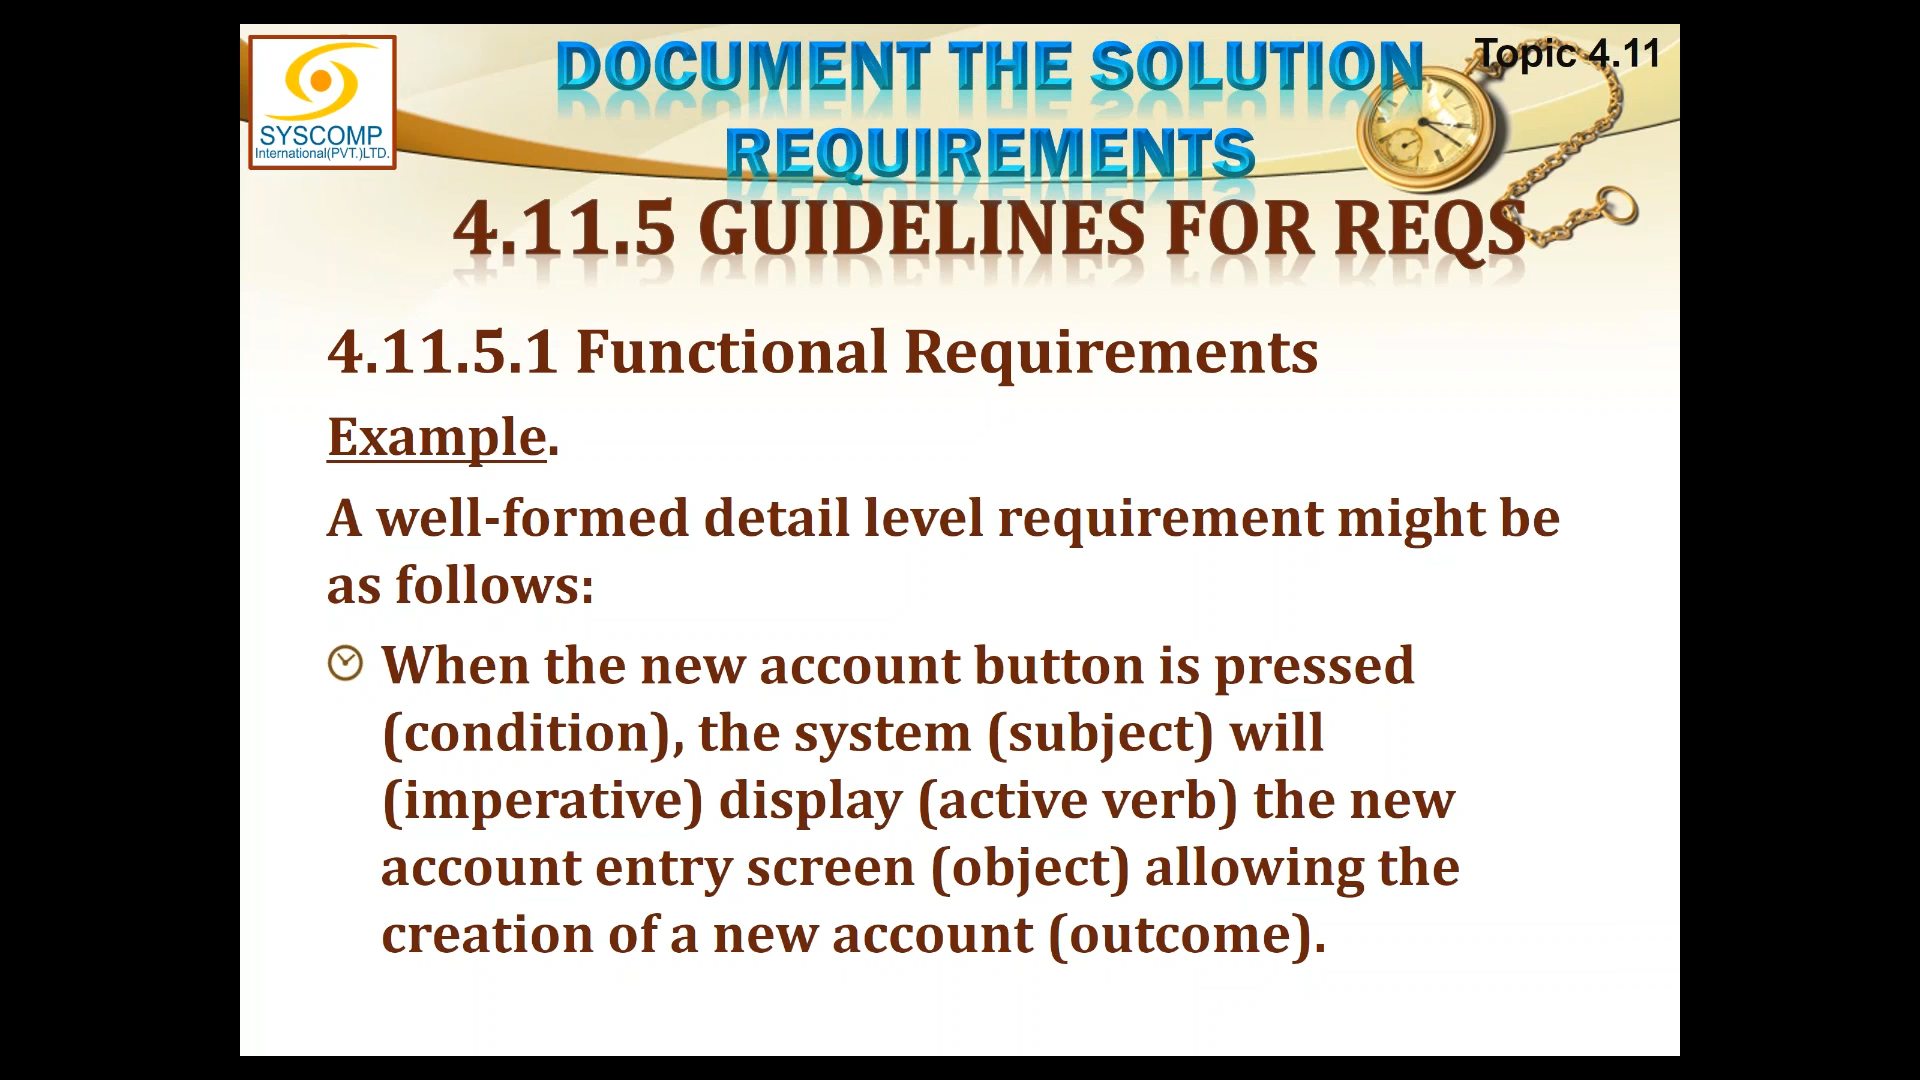 SYSCOMP
International(PVT.)LTD.
DOCUMENT THE SOLUTION
REQUIREMENTS
Topic 4.11
4.11.5 GUIDELINES FOR REQS
4.11.5.1 Functional Requirements
Example.
A well-formed detail level requirement might be
as follows:
When the new account button is pressed
(condition), the system (subject) will
(imperative) display (active verb) the new
account entry screen (object) allowing the
creation of a new account (outcome).